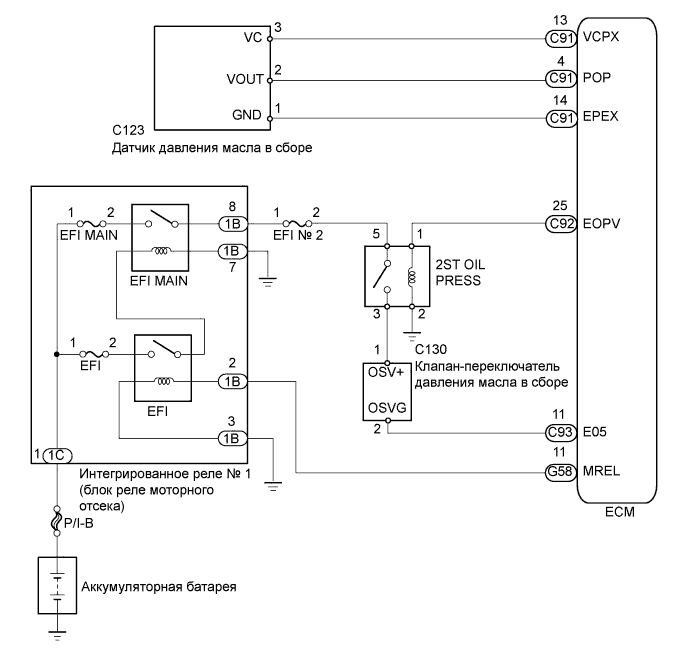 13
VC 3 C91 VCPX
4
VOUT 2 C91 POP
14
GND 1 C91 EPEX
C123
Датчик давления масла в сборе
8 25
1 2 1 2 1B 1 2 5 1 C92 EOPV
EFI MAIN EFI № 2
1B
7
EFI MAIN
2ST OIL
PRESS
3 2
1 2 2
EFI 1B
1 C130
OSV+ Клапан-переключатель
давления масла в сборе
EFI
OSVG
3 11
1B 2 C93 E05
1 1C 11
G58 MREL
Интегрированное реле № 1
(блок реле моторного
отсека)
ECM
P/I-B
Аккумуляторная батарея